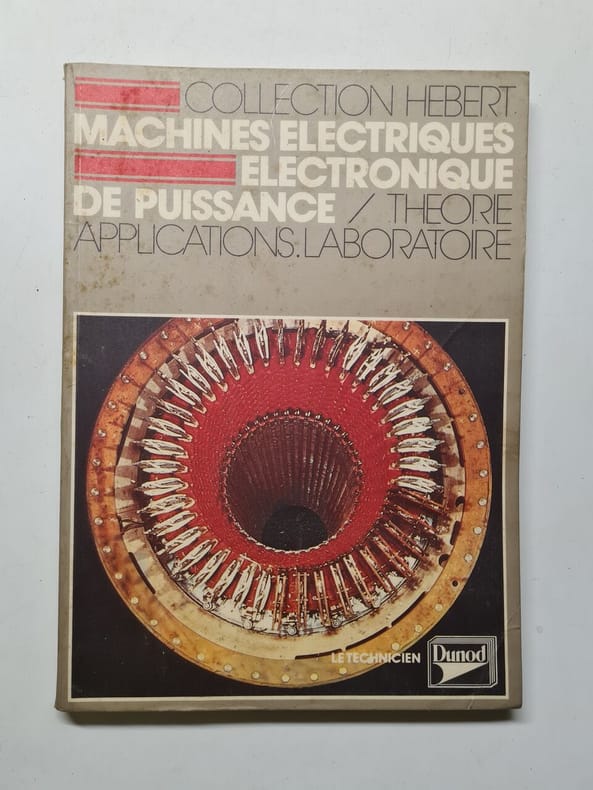 COLLECTION HEBERT
MACHINES ELECTRIQUES
ELECTRONIQUE
DE PUISSANCE / THEORIE
APPLICATIONS.LABORATOIRE
LE TECHNICIEN
Dunod